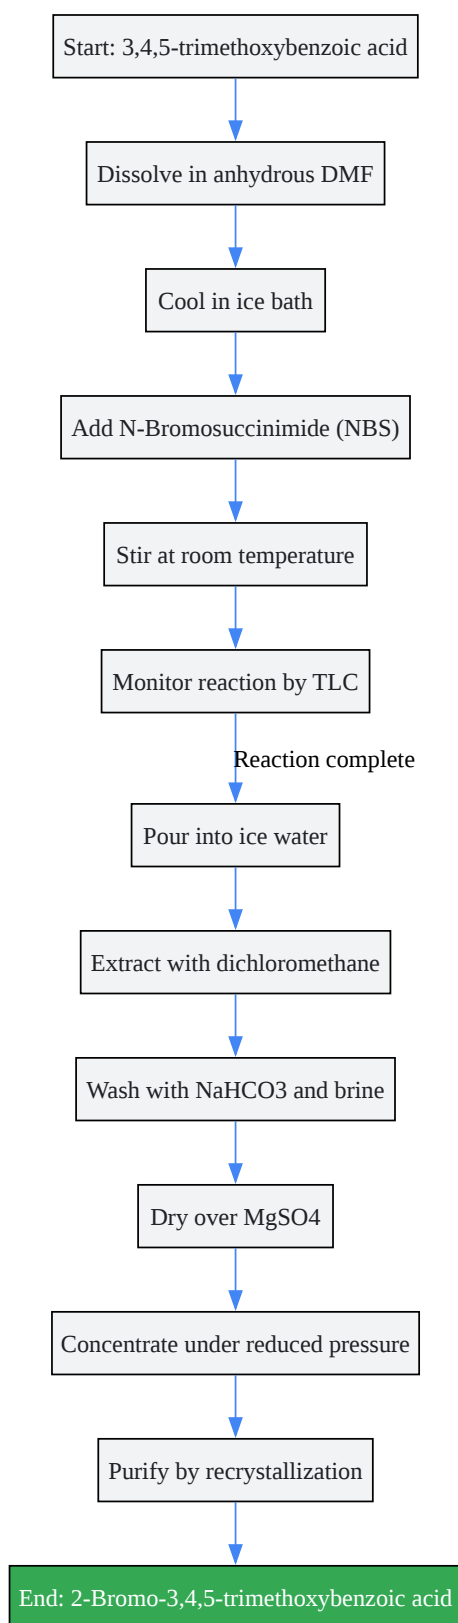 Start: 3,4,5-trimethoxybenzoic acid
Dissolve in anhydrous DMF
Cool in ice bath
Add N-Bromosuccinimide (NBS)
Stir at room temperature
Monitor reaction by TLC
Reaction complete
Pour into ice water
Extract with dichloromethane
Wash with NaHCO3 and brine
Dry over MgSO4
Concentrate under reduced pressure
Purify by recrystallization
End: 2-Bromo-3,4,5-trimethoxybenzoic acid